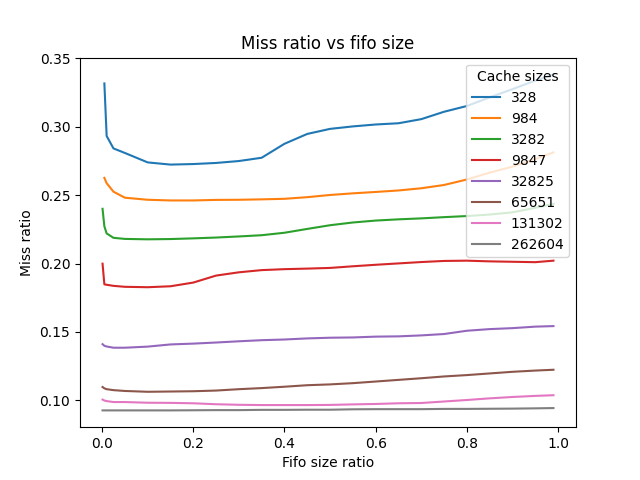 Miss ratio vs fifo size
Miss ratio
0.35
0.30
0.25
0.20
0.15
0.10
Cache sizes
328
984
3282
9847
32825
65651
131302
262604
0.0 0.2 0.4 0.6 0.8 1.0
Fifo size ratio